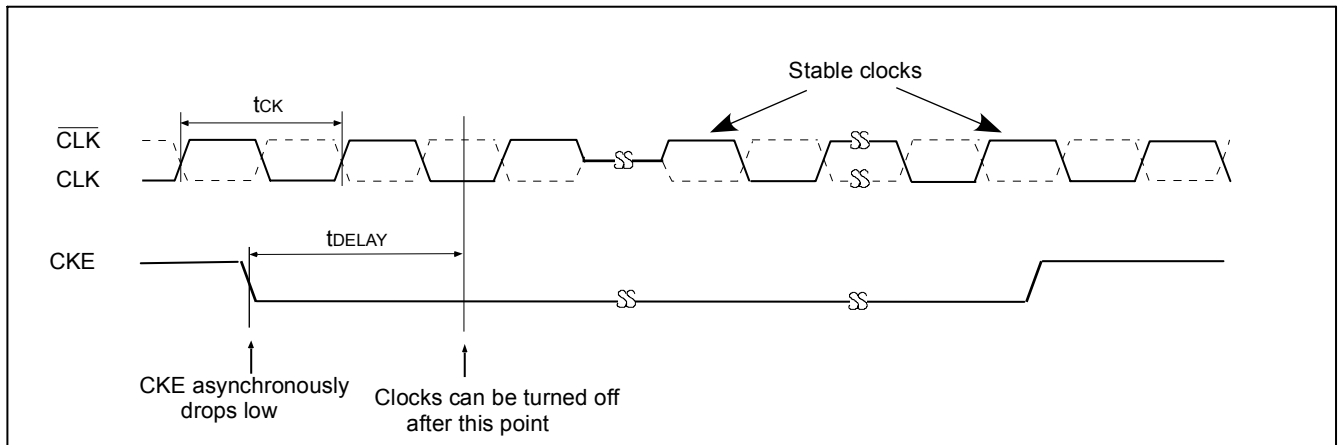 Stable clocks
tCK
CLK
CLK
tDELAY
CKE
CKE asynchronously
drops low
Clocks can be turned off
after this point